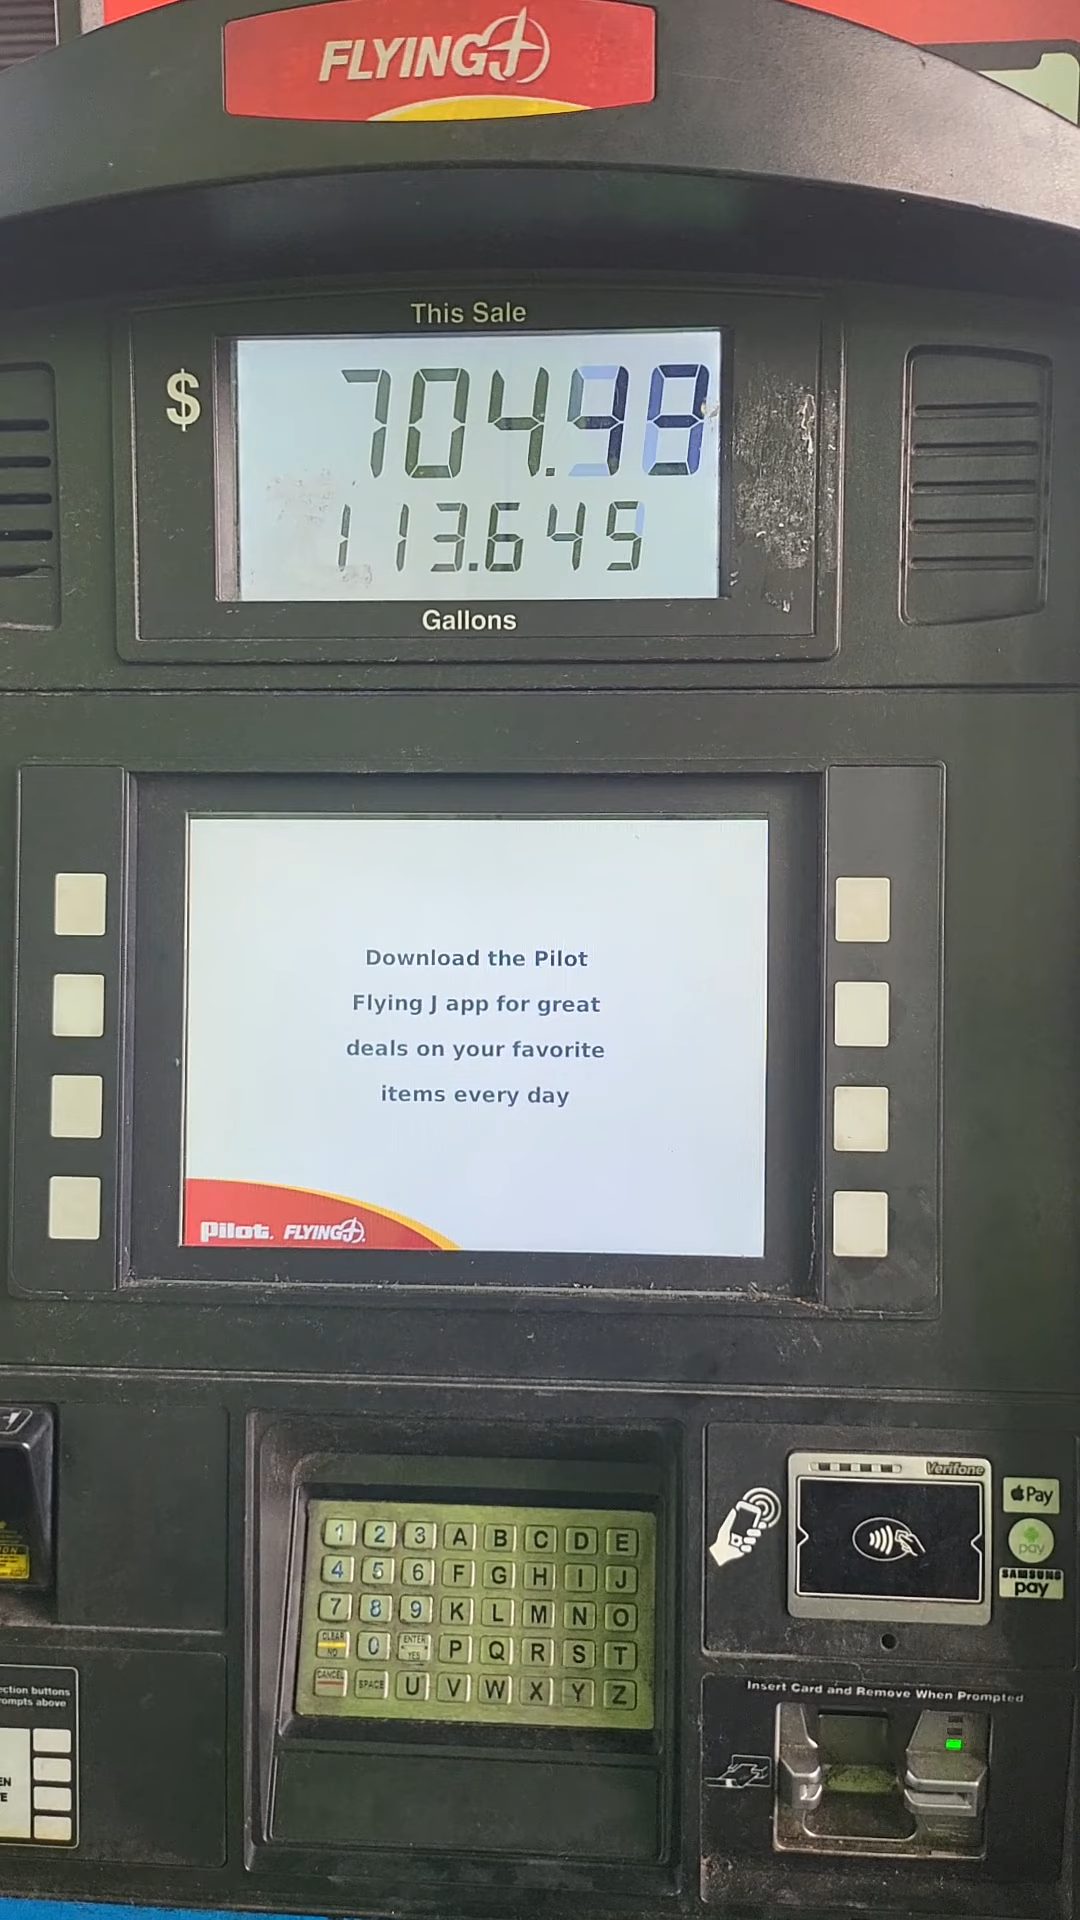 FLYING J
This Sale
$ 704.98
113.649
Gallons
Download the Pilot
Flying J app for great
deals on your favorite
items every day
Pilot. FLYING J.
Verifone
Pay
pay
SAMSUNG
pay
1 2 3 A B C D E
4 5 6 F G H I J
7 8 9 K L M N O
CLEAR NO 0 ENTER YES P Q R S T
CANCEL SPACE U V W X Y Z
Insert Card and Remove When Prompted
ction buttons
ompts above
EN
E